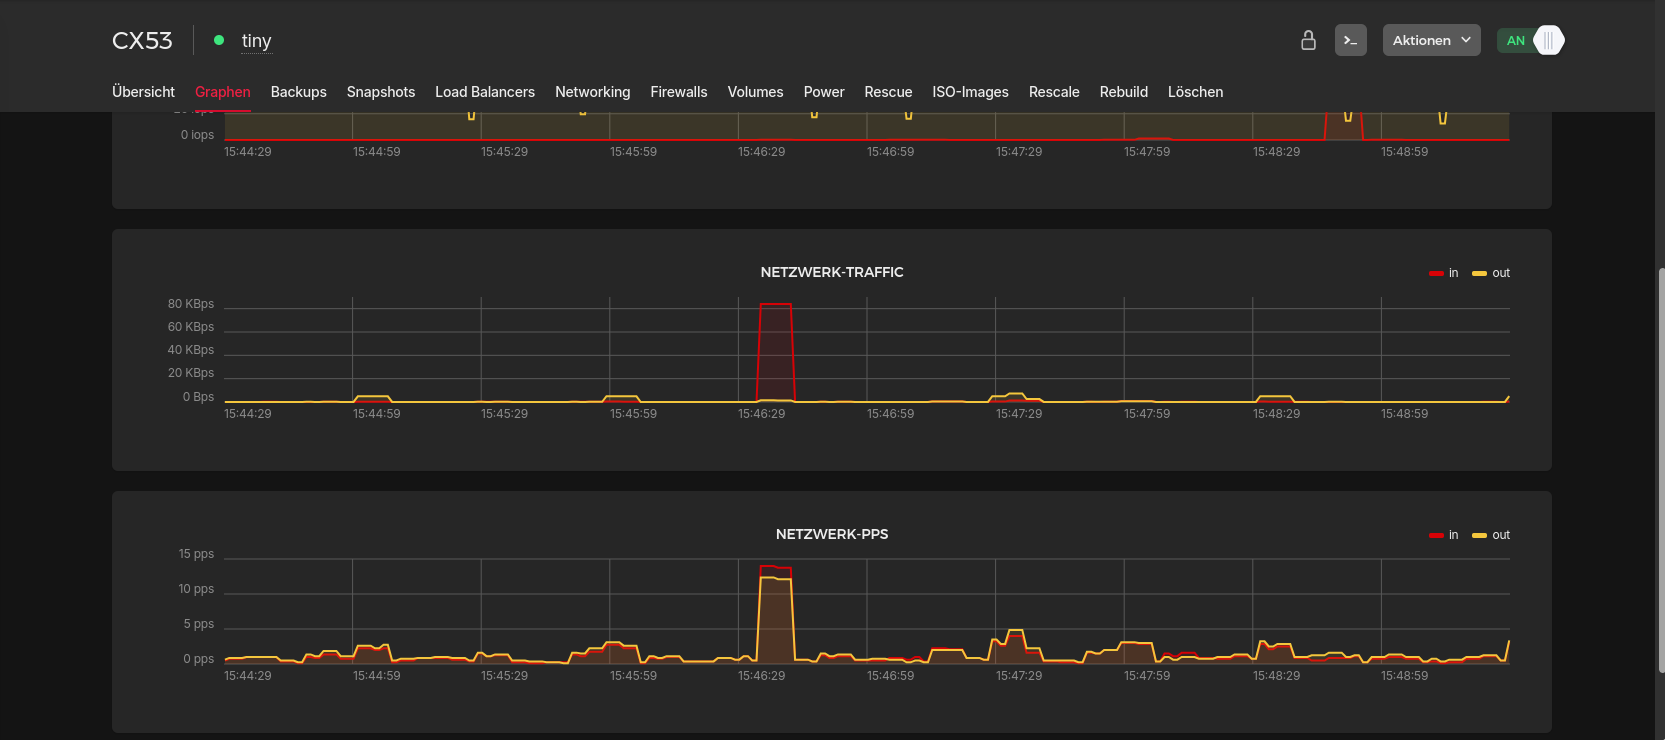 CX53
tiny
Aktionen
AN
Übersicht Graphen Backups Snapshots Load Balancers Networking Firewalls Volumes Power Rescue ISO-Images Rescale Rebuild Löschen
0 iops
15:44:29 15:44:59 15:45:29 15:45:59 15:46:29 15:46:59 15:47:29 15:47:59 15:48:29 15:48:59
NETZWERK-TRAFFIC
in out
80 KBps
60 KBps
40 KBps
20 KBps
0 Bps
15:44:29 15:44:59 15:45:29 15:45:59 15:46:29 15:46:59 15:47:29 15:47:59 15:48:29 15:48:59
NETZWERK-PPS
in out
15 pps
10 pps
5 pps
0 pps
15:44:29 15:44:59 15:45:29 15:45:59 15:46:29 15:46:59 15:47:29 15:47:59 15:48:29 15:48:59